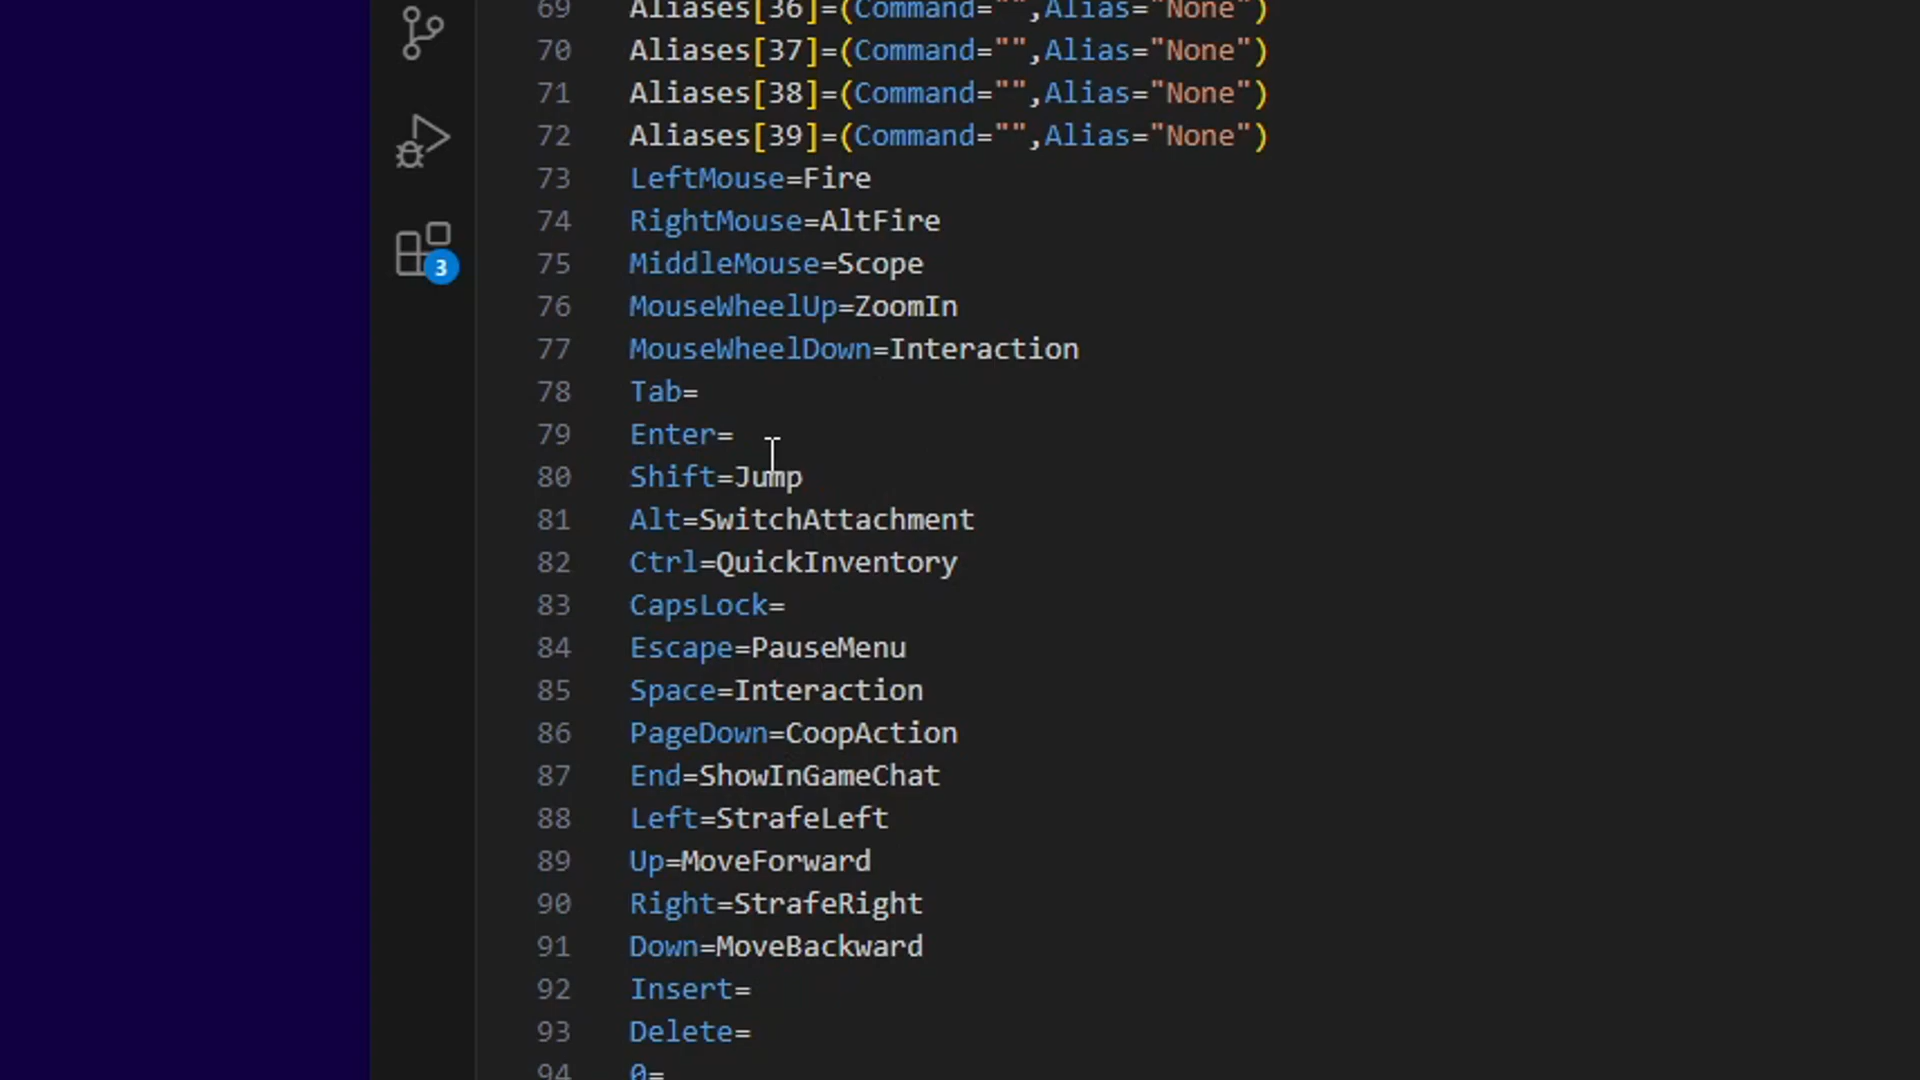 69 Aliases[36]=(Command="",Alias="None")
70 Aliases[37]=(Command="",Alias="None")
71 Aliases[38]=(Command="",Alias="None")
72 Aliases[39]=(Command="",Alias="None")
73 LeftMouse=Fire
74 RightMouse=AltFire
75 MiddleMouse=Scope
76 MouseWheelUp=ZoomIn
77 MouseWheelDown=Interaction
78 Tab=
79 Enter=
80 Shift=Jump
81 Alt=SwitchAttachment
82 Ctrl=QuickInventory
83 CapsLock=
84 Escape=PauseMenu
85 Space=Interaction
86 PageDown=CoopAction
87 End=ShowInGameChat
88 Left=StrafeLeft
89 Up=MoveForward
90 Right=StrafeRight
91 Down=MoveBackward
92 Insert=
93 Delete=
94 0=
3